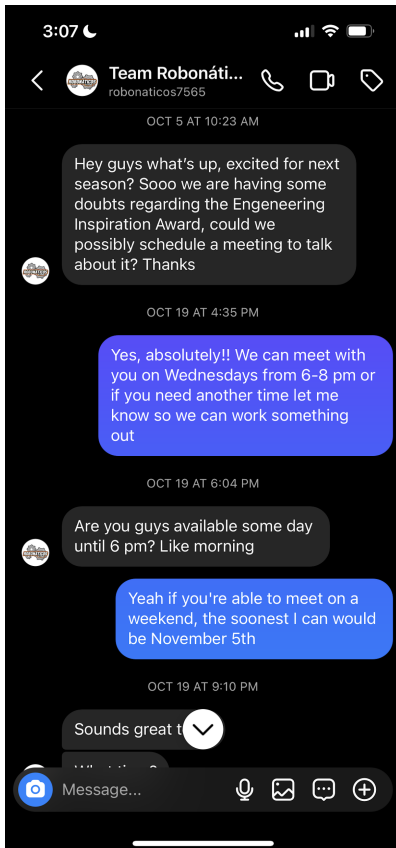 3:07
Team Robonáti...
robonaticos7565
OCT 5 AT 10:23 AM
Hey guys what's up, excited for next
season? Sooo we are having some
doubts regarding the Engeneering
Inspiration Award, could we
possibly schedule a meeting to talk
about it? Thanks
OCT 19 AT 4:35 PM
Yes, absolutely!! We can meet with
you on Wednesdays from 6-8 pm or
if you need another time let me
know so we can work something
out
OCT 19 AT 6:04 PM
Are you guys available some day
until 6 pm? Like morning
Yeah if you're able to meet on a
weekend, the soonest I can would
be November 5th
OCT 19 AT 9:10 PM
Sounds great t
Message...